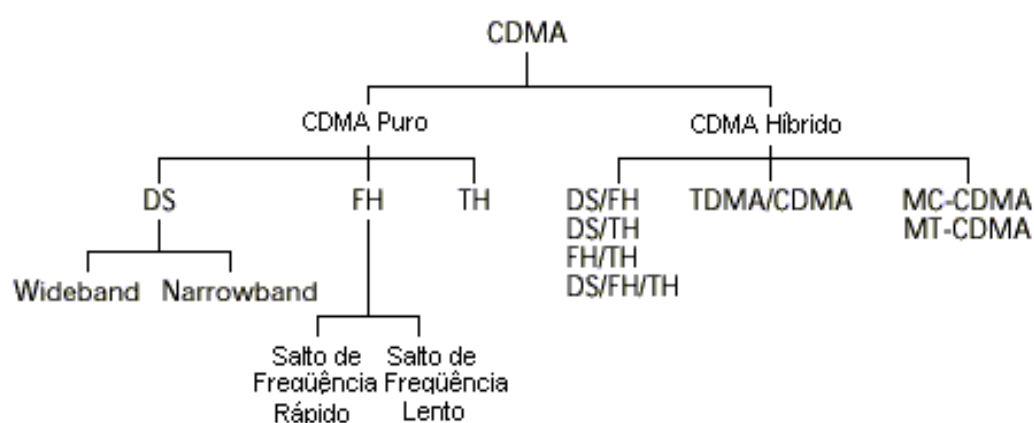 CDMA
CDMA Puro
CDMA Híbrido
DS
FH
TH
DS/FH
DS/TH
FH/TH
DS/FH/TH
TDMA/CDMA
MC-CDMA
MT-CDMA
Wideband
Narrowband
Salto de
Freqüência
Rápido
Salto de
Freqüência
Lento